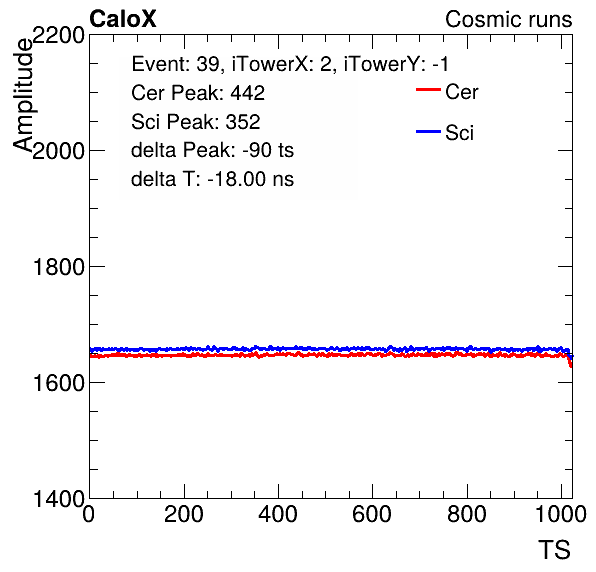 CaloX Cosmic runs
Amplitude
2200
2000
1800
1600
1400
Event: 39, iTowerX: 2, iTowerY: -1
Cer Peak: 442
Sci Peak: 352
delta Peak: -90 ts
delta T: -18.00 ns
Cer
Sci
0 200 400 600 800 1000
TS